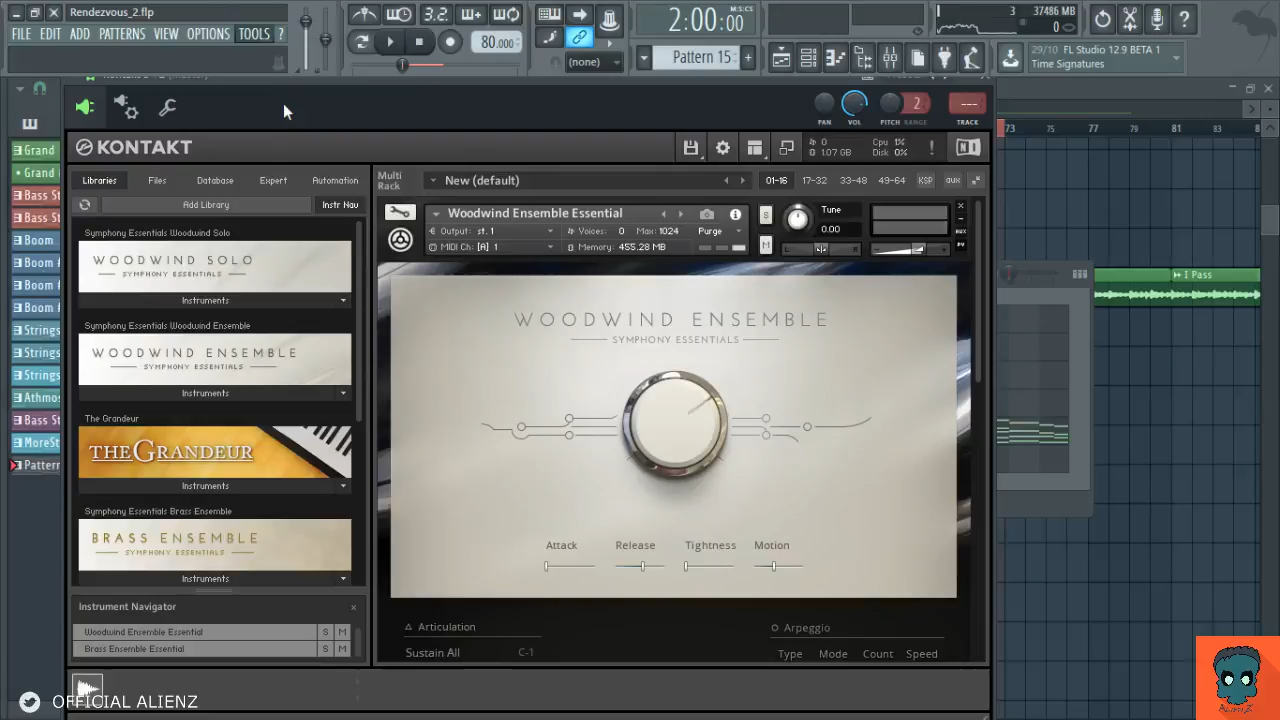 Rendezvous_2.flp
FILE EDIT ADD PATTERNS VIEW OPTIONS TOOLS ?
3.2
80.000
2:00:00
M:S:CS
(none)
Pattern 15
3
37486 MB
0
29/10 FL Studio 12.9 BETA 1
Time Signatures
PAN VOL PITCH RANGE TRACK
2
---
73 75 77 79 81 83
I Pass
Grand
Grand
Bass St
Bass St
Boom
Boom
Boom
Boom
Strings
Strings
Strings
Athmos
Bass St
MoreSt
Pattern
KONTAKT
0
1.07 GB
Cpu 1%
Disk 0%
!
Libraries Files Database Expert Automation
Add Library Instr Nav
Symphony Essentials Woodwind Solo
WOODWIND SOLO
SYMPHONY ESSENTIALS
Instruments
Symphony Essentials Woodwind Ensemble
WOODWIND ENSEMBLE
SYMPHONY ESSENTIALS
Instruments
The Grandeur
THE GRANDEUR
Instruments
Symphony Essentials Brass Ensemble
BRASS ENSEMBLE
SYMPHONY ESSENTIALS
Instruments
Instrument Navigator
Woodwind Ensemble Essential S M
Brass Ensemble Essential S M
Multi
Rack
New (default)
01-16 17-32 33-48 49-64 KSP AUX
Woodwind Ensemble Essential
Output: st. 1 Voices: 0 Max: 1024 Purge
MIDI Ch: [A] 1 Memory: 455.28 MB
S
M
Tune
0.00
L R
AUX
PV
WOODWIND ENSEMBLE
SYMPHONY ESSENTIALS
Attack Release Tightness Motion
Articulation
Sustain All C-1
Arpeggio
Type Mode Count Speed
OFFICIAL ALIENZ
ALIENZ